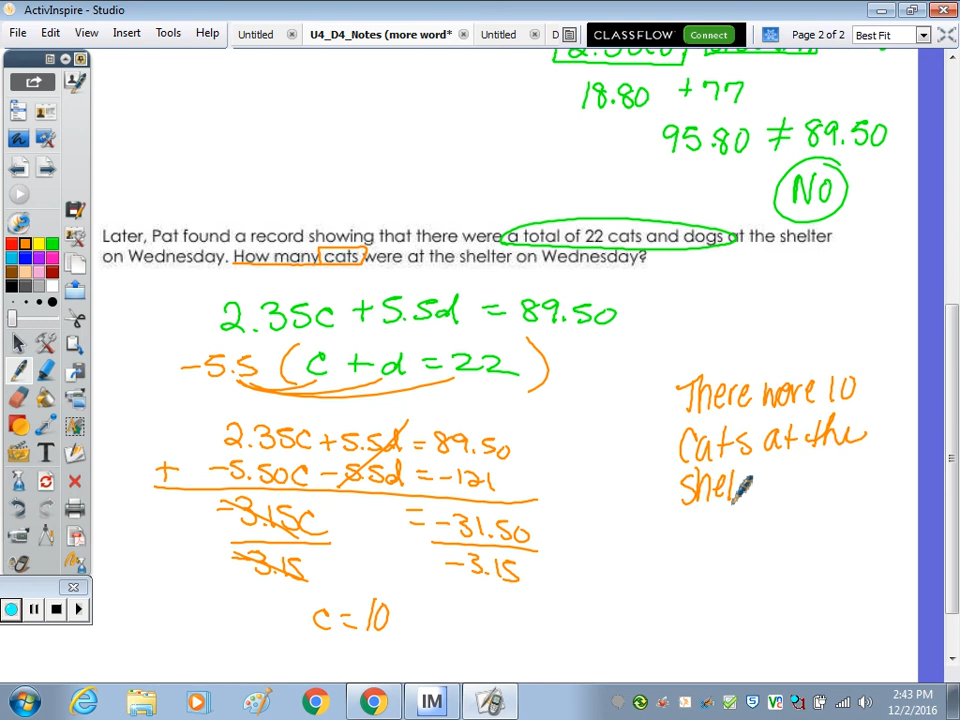 ActivInspire - Studio
File Edit View Insert Tools Help Untitled U4_D4_Notes (more word* Untitled D CLASSFLOW Connect Page 2 of 2 Best Fit
18.80 +77
95.80 ≠ 89.50
NO
Later, Pat found a record showing that there were a total of 22 cats and dogs at the shelter
on Wednesday. How many cats were at the shelter on Wednesday?
2.35c + 5.5d = 89.50
-5.5 ( c + d = 22 )
There were 10
cats at the
shel
2.35c + 5.5d = 89.50
+ -5.50c - 5.5d = -121
-3.15c = -31.50
-3.15 -3.15
c = 10
IM
2:43 PM
12/2/2016